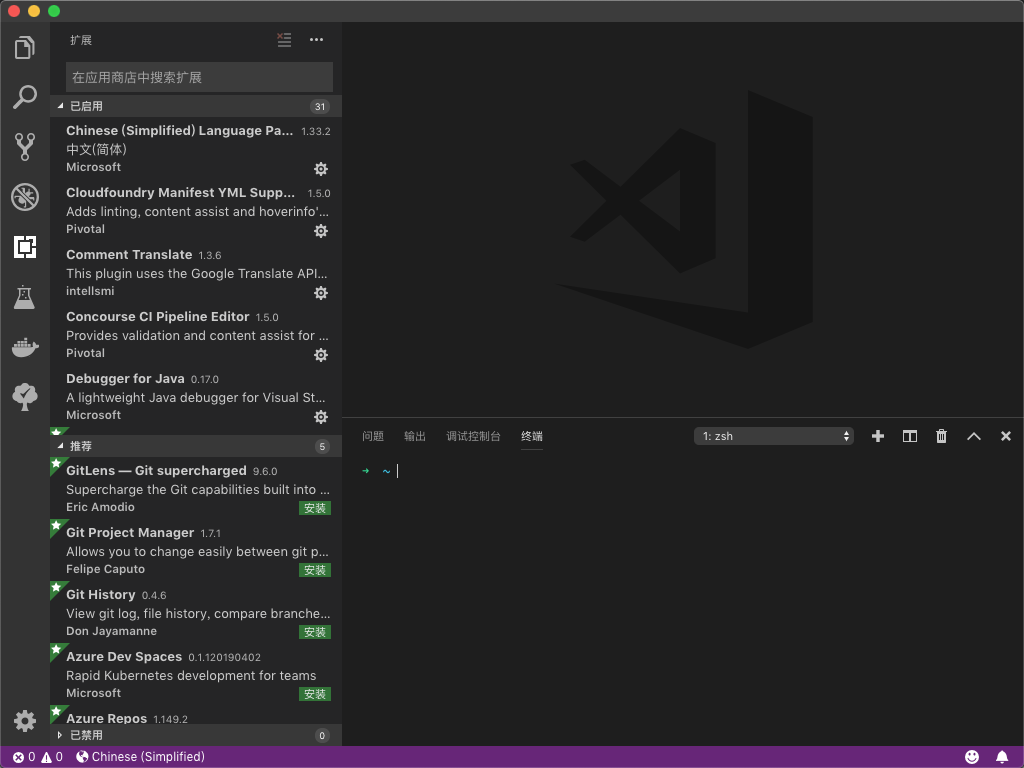 扩展
在应用商店中搜索扩展
已启用 31
Chinese (Simplified) Language Pa... 1.33.2
中文(简体)
Microsoft
Cloudfoundry Manifest YML Supp... 1.5.0
Adds linting, content assist and hoverinfo'...
Pivotal
Comment Translate 1.3.6
This plugin uses the Google Translate API...
intellsmi
Concourse CI Pipeline Editor 1.5.0
Provides validation and content assist for ...
Pivotal
Debugger for Java 0.17.0
A lightweight Java debugger for Visual St...
Microsoft
推荐 5
GitLens — Git supercharged 9.6.0
Supercharge the Git capabilities built into ...
Eric Amodio 安装
Git Project Manager 1.7.1
Allows you to change easily between git p...
Felipe Caputo 安装
Git History 0.4.6
View git log, file history, compare branche...
Don Jayamanne 安装
Azure Dev Spaces 0.1.120190402
Rapid Kubernetes development for teams
Microsoft 安装
Azure Repos 1.149.2
已禁用 0
问题 输出 调试控制台 终端 1: zsh
➜ ~
0 0 Chinese (Simplified)